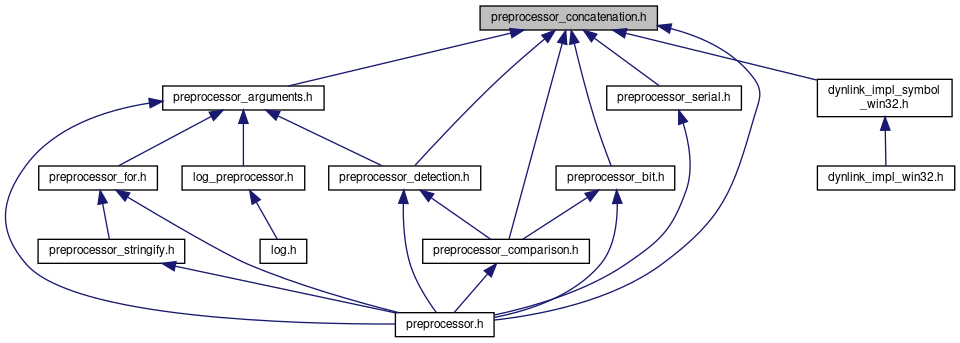 preprocessor_concatenation.h
preprocessor_arguments.h
preprocessor_serial.h
dynlink_impl_symbol
_win32.h
preprocessor_for.h
log_preprocessor.h
preprocessor_detection.h
preprocessor_bit.h
dynlink_impl_win32.h
preprocessor_stringify.h
log.h
preprocessor_comparison.h
preprocessor.h